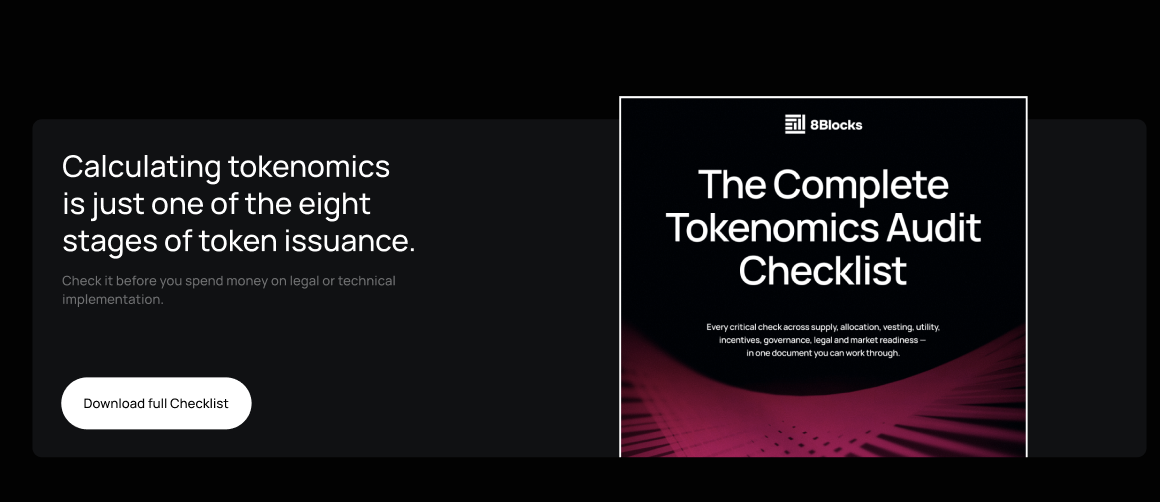 Calculating tokenomics
is just one of the eight
stages of token issuance.
Check it before you spend money on legal or technical
implementation.
Download full Checklist
8Blocks
The Complete
Tokenomics Audit
Checklist
Every critical check across supply, allocation, vesting, utility,
incentives, governance, legal and market readiness —
in one document you can work through.